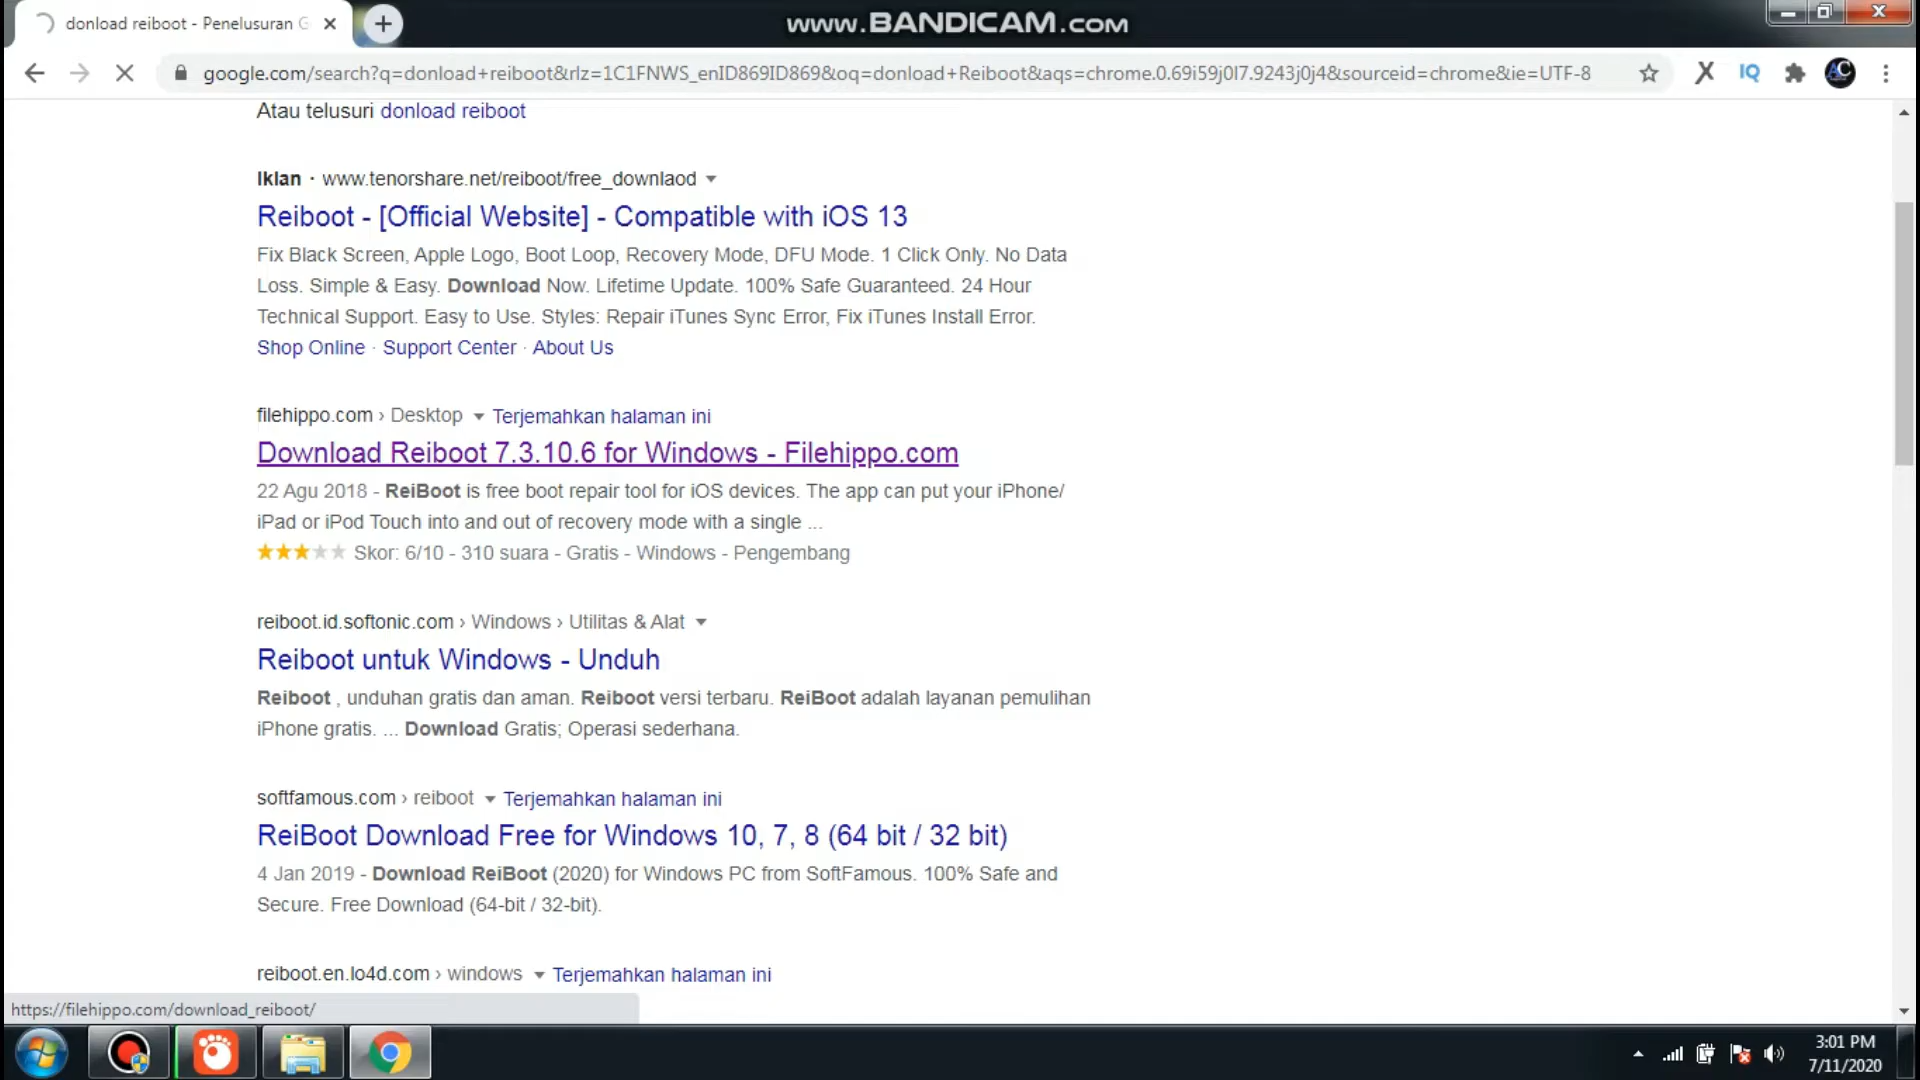 donload reiboot - Penelusuran G
www.BANDICAM.com
google.com/search?q=donload+reiboot&rlz=1C1FNWS_enID869ID869&oq=donload+Reiboot&aqs=chrome.0.69i59j0l7.9243j0j4&sourceid=chrome&ie=UTF-8
X
IQ
AC
Atau telusuri donload reiboot
Iklan · www.tenorshare.net/reiboot/free_downlaod
Reiboot - [Official Website] - Compatible with iOS 13
Fix Black Screen, Apple Logo, Boot Loop, Recovery Mode, DFU Mode. 1 Click Only. No Data
Loss. Simple & Easy. Download Now. Lifetime Update. 100% Safe Guaranteed. 24 Hour
Technical Support. Easy to Use. Styles: Repair iTunes Sync Error, Fix iTunes Install Error.
Shop Online · Support Center · About Us
filehippo.com › Desktop Terjemahkan halaman ini
Download Reiboot 7.3.10.6 for Windows - Filehippo.com
22 Agu 2018 - ReiBoot is free boot repair tool for iOS devices. The app can put your iPhone/
iPad or iPod Touch into and out of recovery mode with a single ...
Skor: 6/10 - 310 suara - Gratis - Windows - Pengembang
reiboot.id.softonic.com › Windows › Utilitas & Alat
Reiboot untuk Windows - Unduh
Reiboot , unduhan gratis dan aman. Reiboot versi terbaru. ReiBoot adalah layanan pemulihan
iPhone gratis. ... Download Gratis; Operasi sederhana.
softfamous.com › reiboot Terjemahkan halaman ini
ReiBoot Download Free for Windows 10, 7, 8 (64 bit / 32 bit)
4 Jan 2019 - Download ReiBoot (2020) for Windows PC from SoftFamous. 100% Safe and
Secure. Free Download (64-bit / 32-bit).
reiboot.en.lo4d.com › windows Terjemahkan halaman ini
https://filehippo.com/download_reiboot/
3:01 PM
7/11/2020